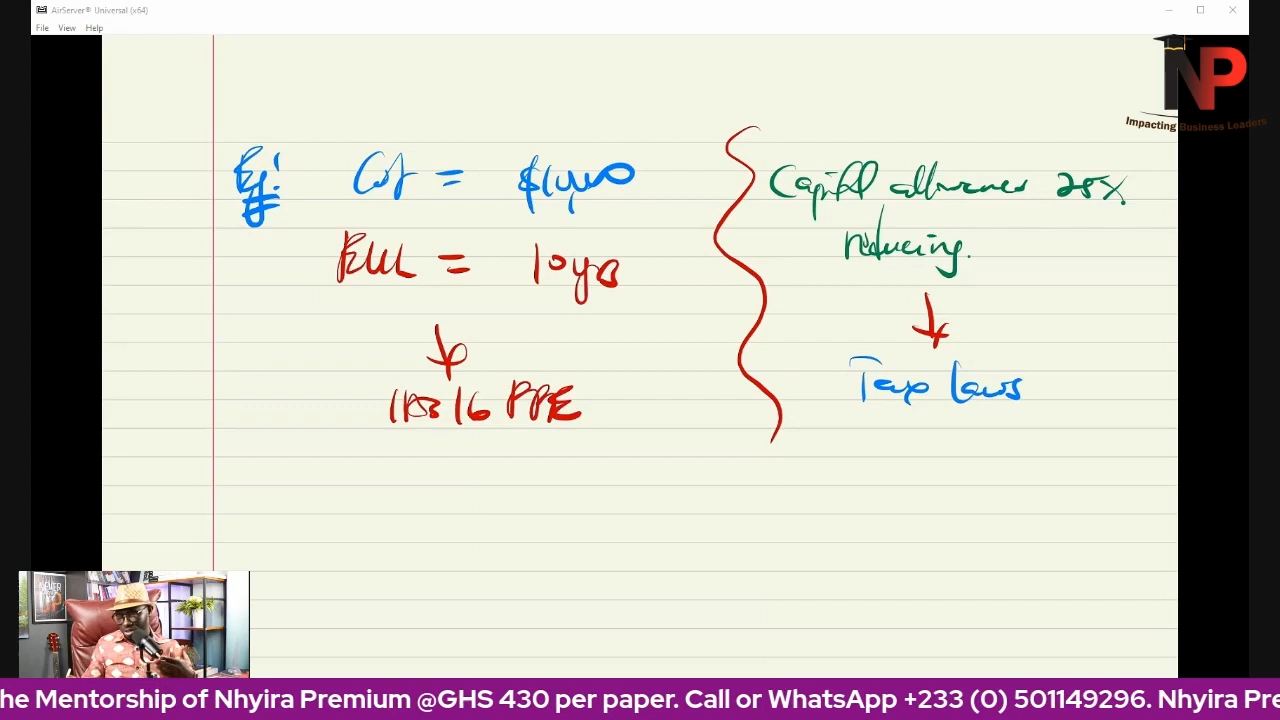 AirServer® Universal (x64)
File View Help
NP
Impacting Business Leaders
Eg! Cost =
Capital allowances 25%
reducing.
EUL = 10yrs
IAS 16 PPE
Tax laws
he Mentorship of Nhyira Premium @GHS 430 per paper. Call or WhatsApp +233 (0) 501149296. Nhyira Pre